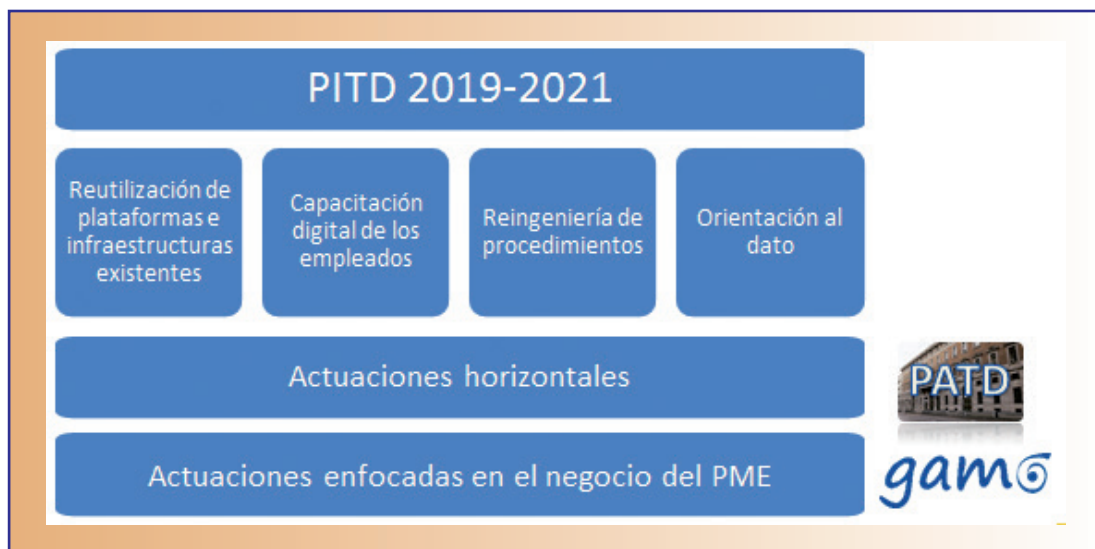 PITD 2019-2021
Reutilización de
plataformas e
infraestructuras
existentes
Capacitación
digital de los
empleados
Reingeniería de
procedimientos
Orientación al
dato
Actuaciones horizontales
PATD
Actuaciones enfocadas en el negocio del PME
gamo